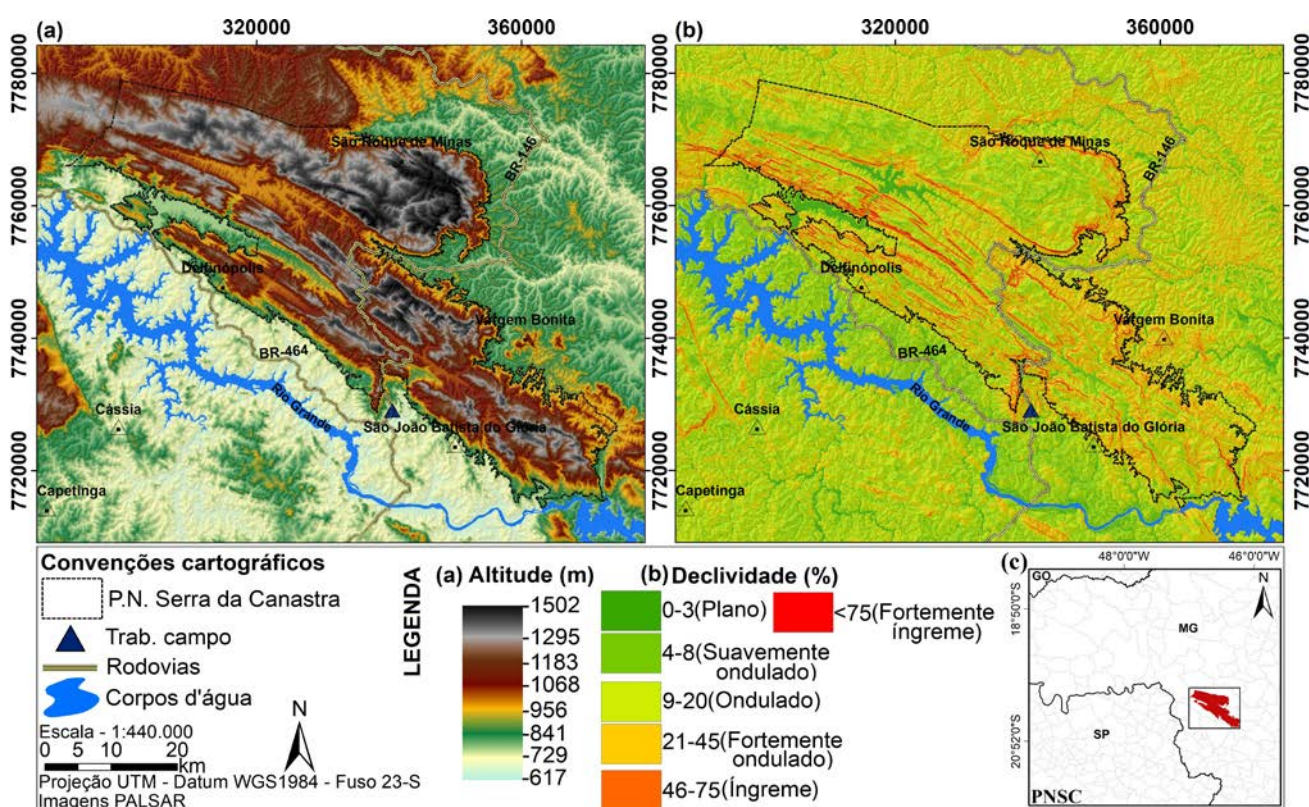 (a) 320000 360000
7780000
7760000
7740000
7720000
São Roque de Minas
BR-146
Delfinópolis
Vargem Bonita
BR-464
Rio Grande
Cássia
São João Batista do Glória
Capetinga
(b) 320000 360000
7780000
7760000
7740000
7720000
São Roque de Minas
BR-146
Delfinópolis
Vargem Bonita
BR-464
Rio Grande
Cássia
São João Batista do Glória
Capetinga
Convenções cartográficos
P.N. Serra da Canastra
Trab. campo
Rodovias
Corpos d'água
Escala - 1:440.000
0 5 10 20
km
N
Projeção UTM - Datum WGS1984 - Fuso 23-S
Imagens PALSAR
LEGENDA
(a) Altitude (m)
1502
1295
1183
1068
956
841
729
617
(b) Declividade (%)
0-3(Plano)
4-8(Suavemente
ondulado)
9-20(Ondulado)
21-45(Fortemente
ondulado)
46-75(Íngreme)
<75(Fortemente
íngreme)
(c)
48°0'0"W 46°0'0"W
18°50'0"S
20°52'0"S
GO
MG
SP
N
PNSC